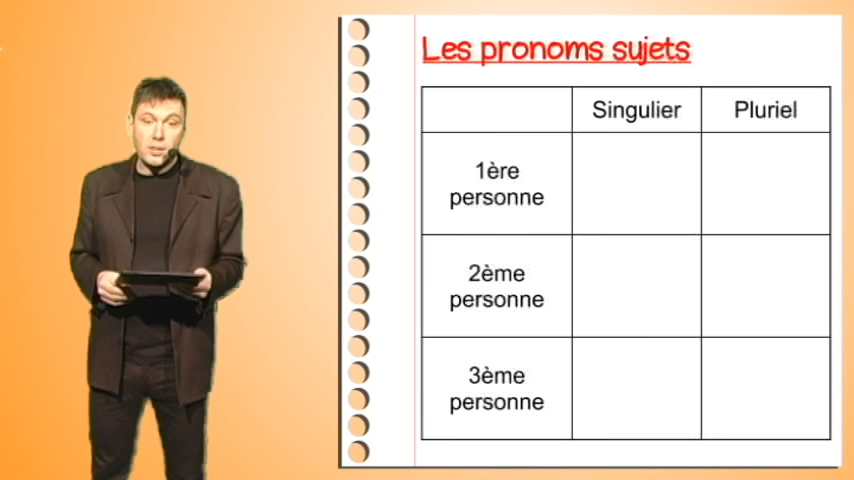 Les pronoms sujets
Singulier Pluriel
1ère
personne
2ème
personne
3ème
personne